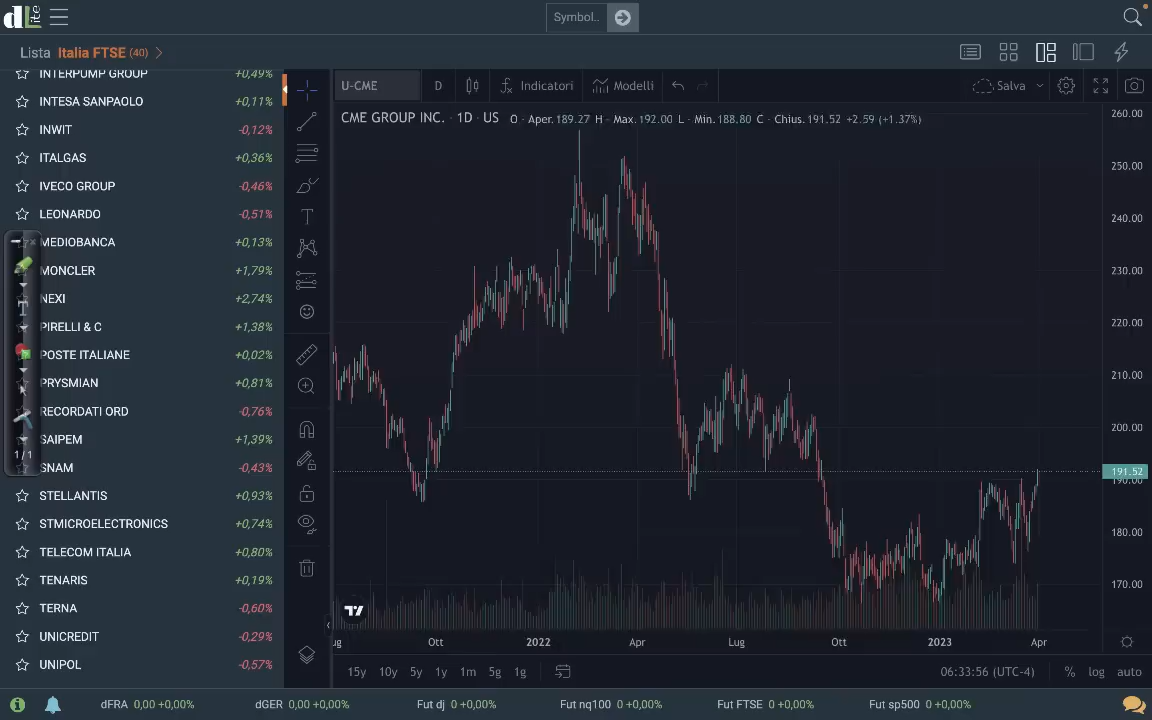 dLite
Symbol..
Lista Italia FTSE (40)
INTERPUMP GROUP +0,49%
INTESA SANPAOLO +0,11%
INWIT -0,12%
ITALGAS +0,36%
IVECO GROUP -0,46%
LEONARDO -0,51%
MEDIOBANCA +0,13%
MONCLER +1,79%
NEXI +2,74%
PIRELLI & C +1,38%
POSTE ITALIANE +0,02%
PRYSMIAN +0,81%
RECORDATI ORD -0,76%
SAIPEM +1,39%
1/1
SNAM -0,43%
STELLANTIS +0,93%
STMICROELECTRONICS +0,74%
TELECOM ITALIA +0,80%
TENARIS +0,19%
TERNA -0,60%
UNICREDIT -0,29%
UNIPOL -0,57%
U-CME D Indicatori Modelli Salva
CME GROUP INC. · 1D · US O - Aper.189.27 H - Max.192.00 L - Min.188.80 C - Chius.191.52 +2.59 (+1.37%)
260.00
250.00
240.00
230.00
220.00
210.00
200.00
191.52
190.00
180.00
170.00
ug Ott 2022 Apr Lug Ott 2023 Apr
15y 10y 5y 1y 1m 5g 1g 06:33:56 (UTC-4) % log auto
dFRA 0,00 +0,00% dGER 0,00 +0,00% Fut dj 0 +0,00% Fut nq100 0 +0,00% Fut FTSE 0 +0,00% Fut sp500 0 +0,00%